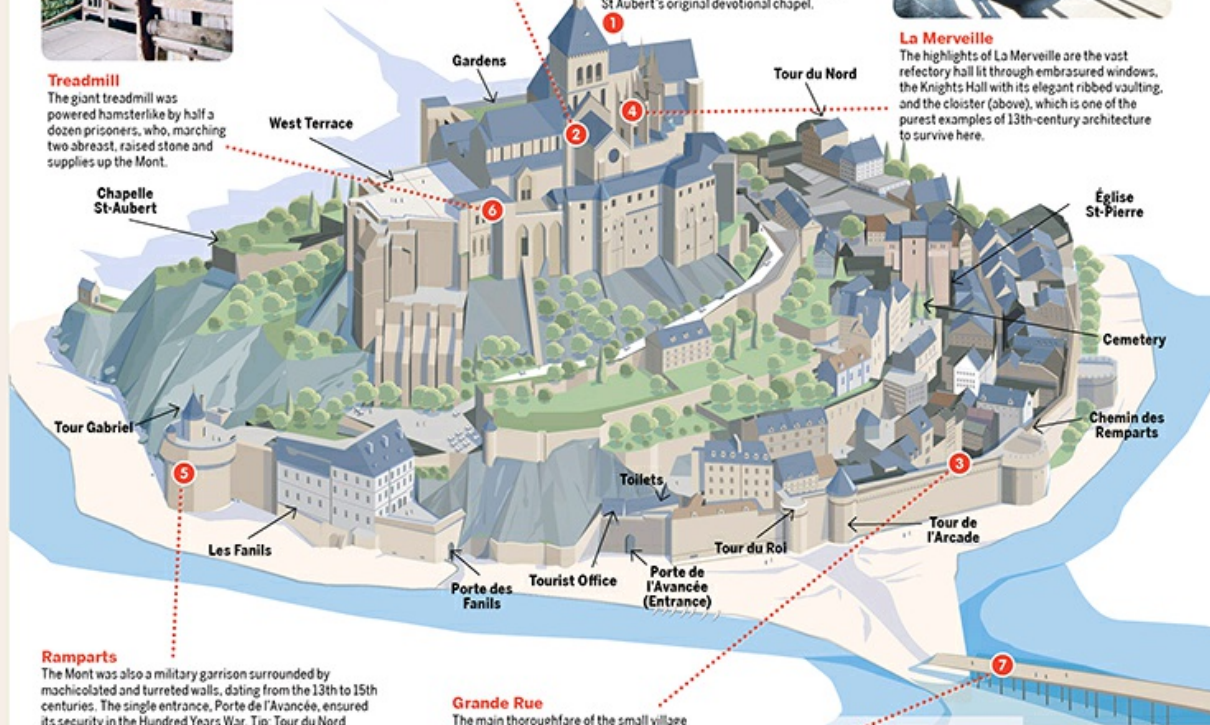 St Aubert's original devotional chapel.
1
Treadmill
The giant treadmill was
powered hamsterlike by half a
dozen prisoners, who, marching
two abreast, raised stone and
supplies up the Mont.
Gardens
West Terrace
Chapelle
St-Aubert
2
4
6
Tour du Nord
La Merveille
The highlights of La Merveille are the vast
refectory hall lit through embrasured windows,
the Knights Hall with its elegant ribbed vaulting,
and the cloister (above), which is one of the
purest examples of 13th-century architecture
to survive here.
Église
St-Pierre
Cemetery
Chemin des
Remparts
Tour Gabriel
5
3
Les Fanils
Porte des
Fanils
Toilets
Tourist Office
Porte de
l'Avancée
(Entrance)
Tour du Roi
Tour de
l'Arcade
7
Ramparts
The Mont was also a military garrison surrounded by
machicolated and turreted walls, dating from the 13th to 15th
centuries. The single entrance, Porte de l'Avancée, ensured
its security in the Hundred Years War. Tip: Tour du Nord
Grande Rue
The main thoroughfare of the small village